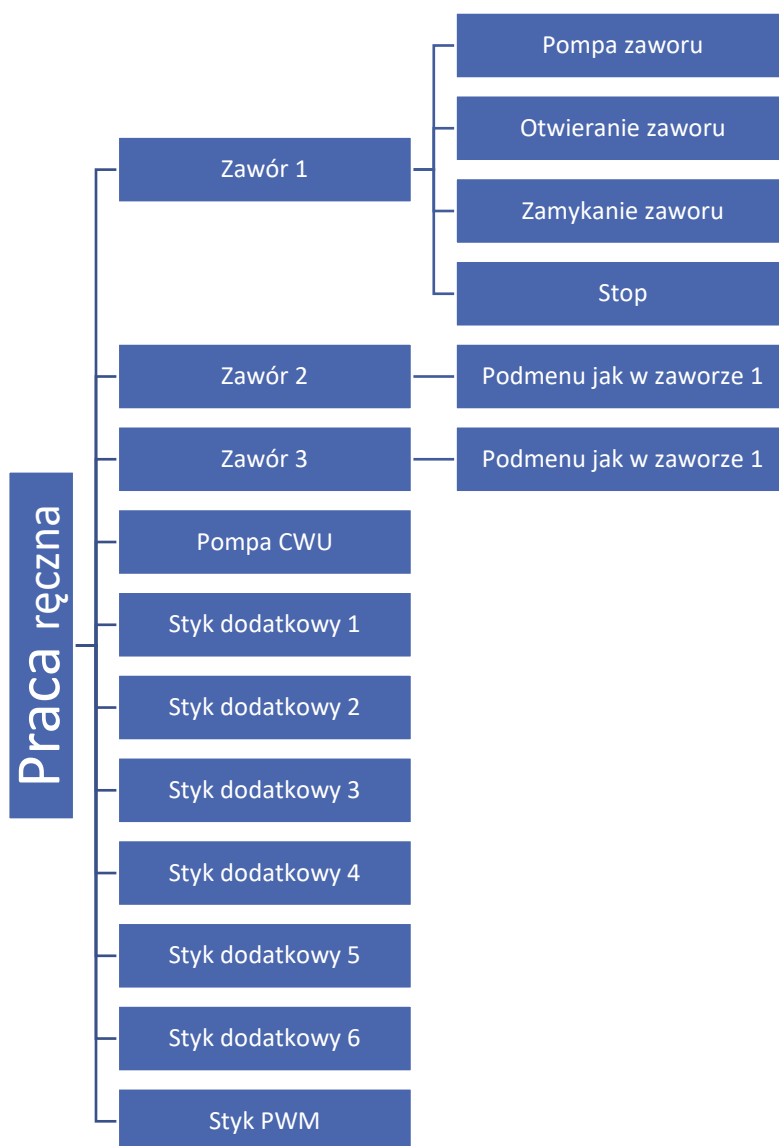 Praca ręczna
Zawór 1
Pompa zaworu
Otwieranie zaworu
Zamykanie zaworu
Stop
Zawór 2
Podmenu jak w zaworze 1
Zawór 3
Podmenu jak w zaworze 1
Pompa CWU
Styk dodatkowy 1
Styk dodatkowy 2
Styk dodatkowy 3
Styk dodatkowy 4
Styk dodatkowy 5
Styk dodatkowy 6
Styk PWM